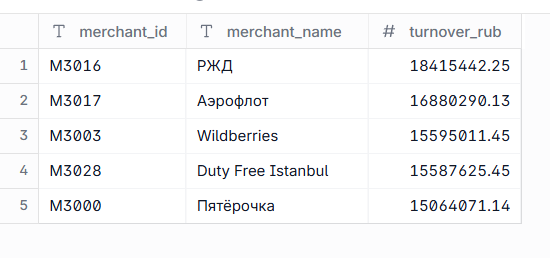 merchant_id merchant_name # turnover_rub
1 M3016 РЖД 18415442.25
2 M3017 Аэрофлот 16880290.13
3 M3003 Wildberries 15595011.45
4 M3028 Duty Free Istanbul 15587625.45
5 M3000 Пятёрочка 15064071.14